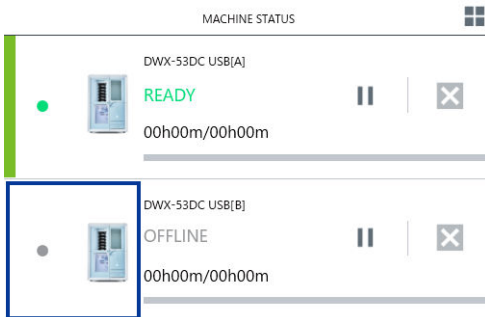 MACHINE STATUS
DWX-53DC USB[A]
READY
00h00m/00h00m
DWX-53DC USB[B]
OFFLINE
00h00m/00h00m